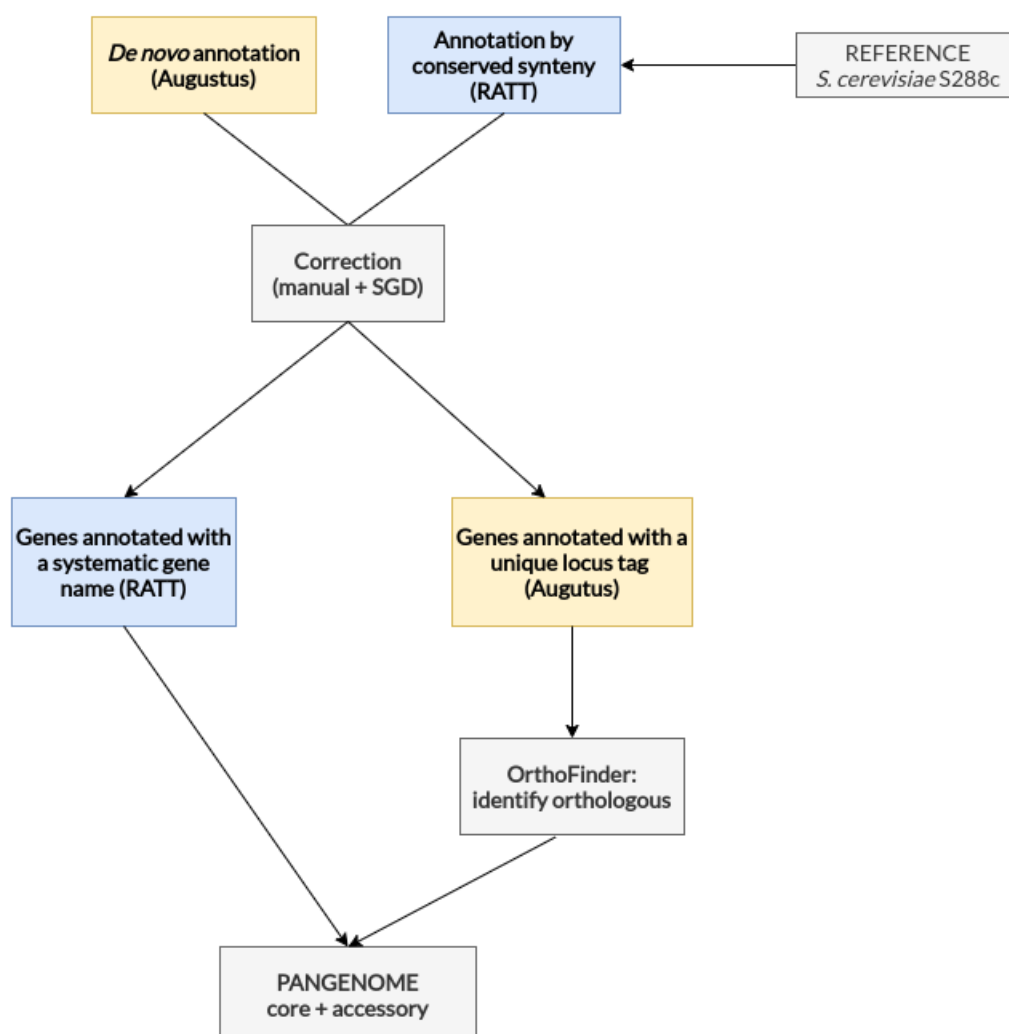 De novo annotation
(Augustus)
Annotation by
conserved synteny
(RATT)
REFERENCE
S. cerevisiae S288c
Correction
(manual + SGD)
Genes annotated with
a systematic gene
name (RATT)
Genes annotated with a
unique locus tag
(Augutus)
OrthoFinder:
identify orthologous
PANGENOME
core + accessory